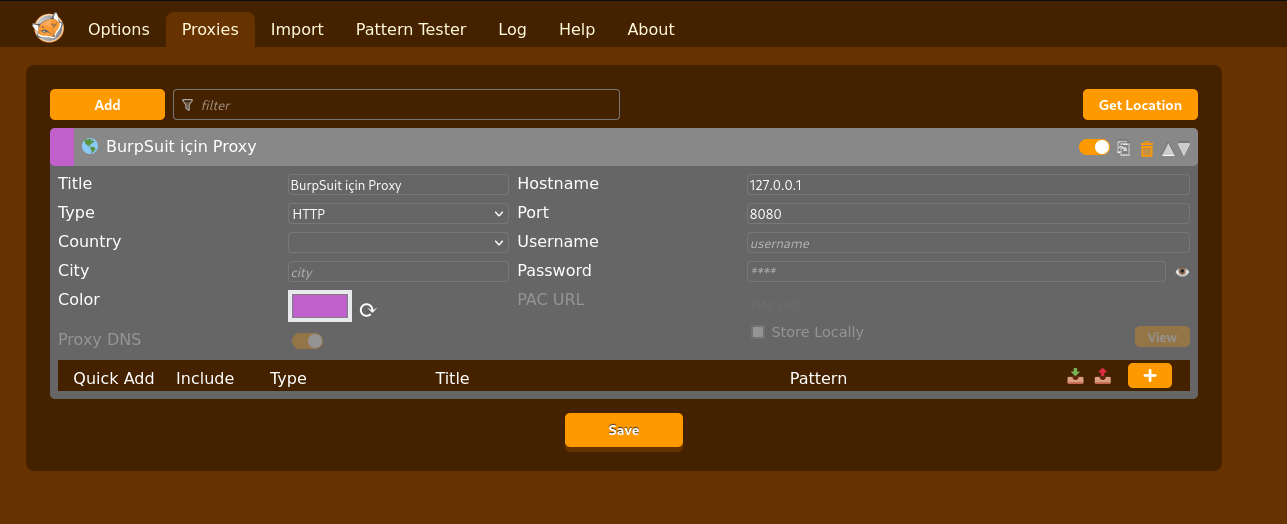 Options Proxies Import Pattern Tester Log Help About
Add filter Get Location
BurpSuit için Proxy
Title BurpSuit için Proxy Hostname 127.0.0.1
Type HTTP Port 8080
Country Username username
City city Password ****
Color PAC URL
Store Locally
Proxy DNS View
Quick Add Include Type Title Pattern
Save